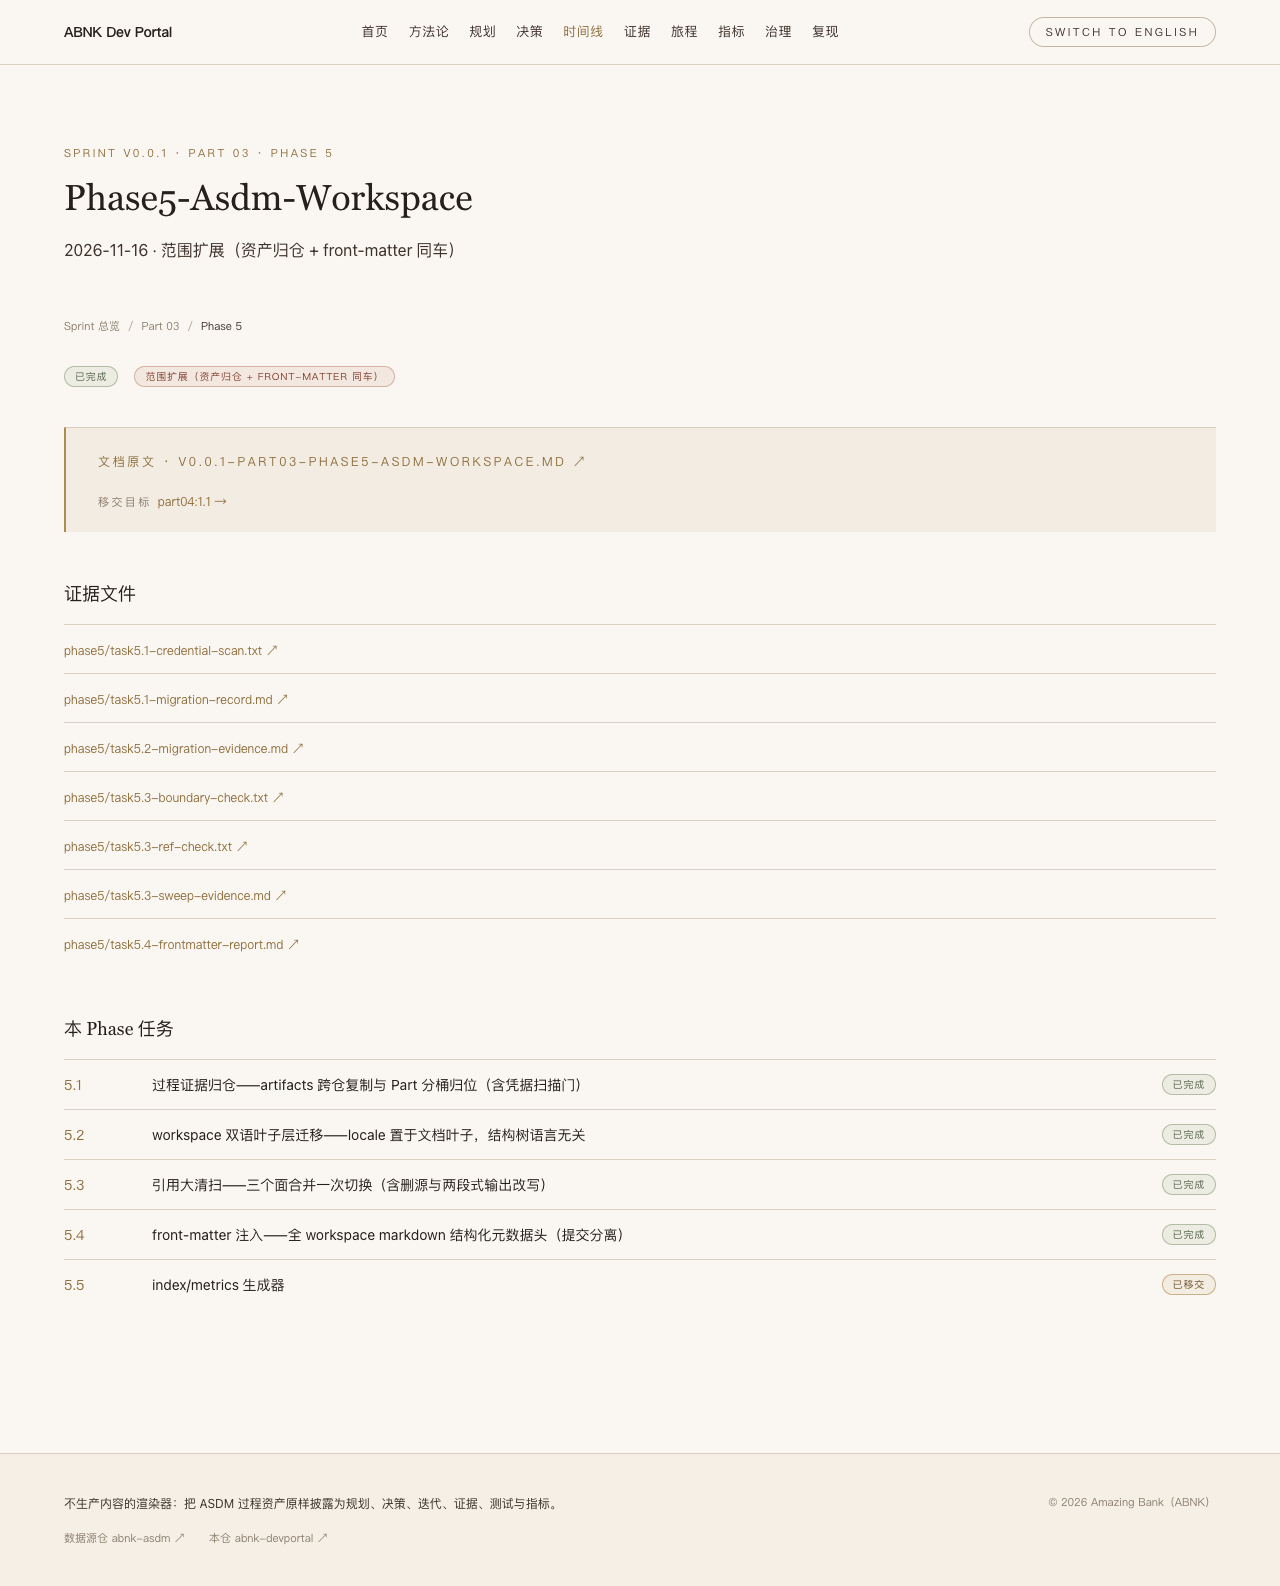 ABNK Dev Portal
首页 方法论 规划 决策 时间线 证据 旅程 指标 治理 复现
SWITCH TO ENGLISH
SPRINT V0.0.1 · PART 03 · PHASE 5
Phase5-Asdm-Workspace
2026-11-16 · 范围扩展（资产归仓 + front-matter 同车）
Sprint 总览 / Part 03 / Phase 5
已完成 范围扩展（资产归仓 + FRONT-MATTER 同车）
文档原文 · V0.0.1-PART03-PHASE5-ASDM-WORKSPACE.MD ↗
移交目标 part04:1.1 →
证据文件
phase5/task5.1-credential-scan.txt ↗
phase5/task5.1-migration-record.md ↗
phase5/task5.2-migration-evidence.md ↗
phase5/task5.3-boundary-check.txt ↗
phase5/task5.3-ref-check.txt ↗
phase5/task5.3-sweep-evidence.md ↗
phase5/task5.4-frontmatter-report.md ↗
本 Phase 任务
5.1 过程证据归仓——artifacts 跨仓复制与 Part 分桶归位（含凭据扫描门） 已完成
5.2 workspace 双语叶子层迁移——locale 置于文档叶子，结构树语言无关 已完成
5.3 引用大清扫——三个面合并一次切换（含删源与两段式输出改写） 已完成
5.4 front-matter 注入——全 workspace markdown 结构化元数据头（提交分离） 已完成
5.5 index/metrics 生成器 已移交
不生产内容的渲染器：把 ASDM 过程资产原样披露为规划、决策、迭代、证据、测试与指标。
© 2026 Amazing Bank（ABNK）
数据源仓 abnk-asdm ↗ 本仓 abnk-devportal ↗